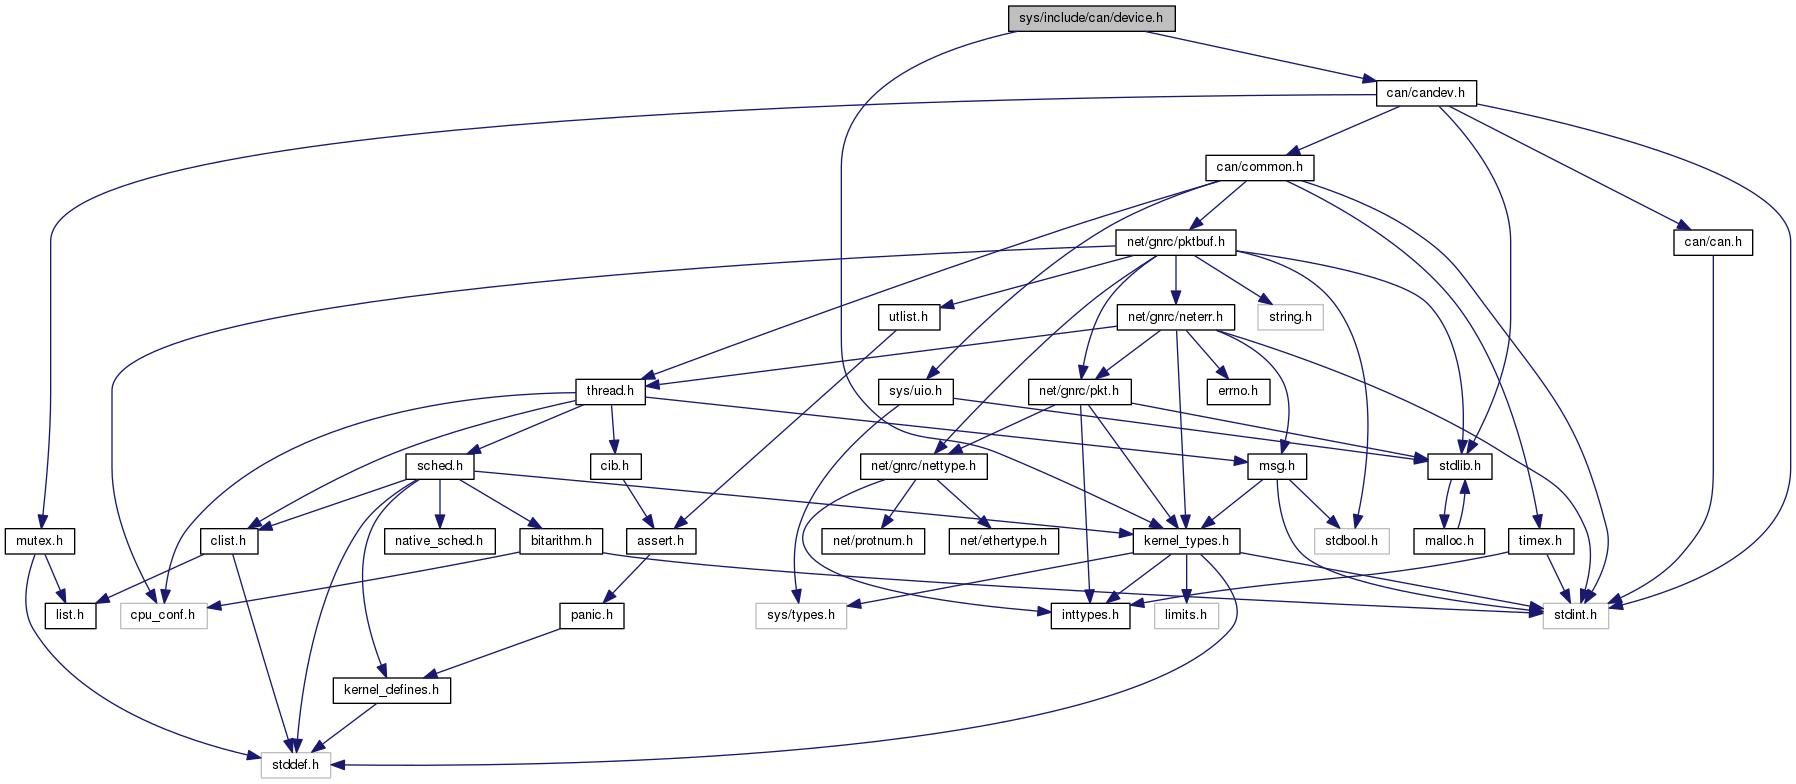 sys/include/can/device.h
can/candev.h
can/common.h
net/gnrc/pktbuf.h
can/can.h
utlist.h
net/gnrc/neterr.h
string.h
thread.h
sys/uio.h
net/gnrc/pkt.h
errno.h
sched.h
cib.h
net/gnrc/nettype.h
msg.h
stdlib.h
mutex.h
clist.h
native_sched.h
bitarithm.h
assert.h
net/protnum.h
net/ethertype.h
kernel_types.h
stdbool.h
malloc.h
timex.h
list.h
cpu_conf.h
panic.h
sys/types.h
inttypes.h
limits.h
stdint.h
kernel_defines.h
stddef.h